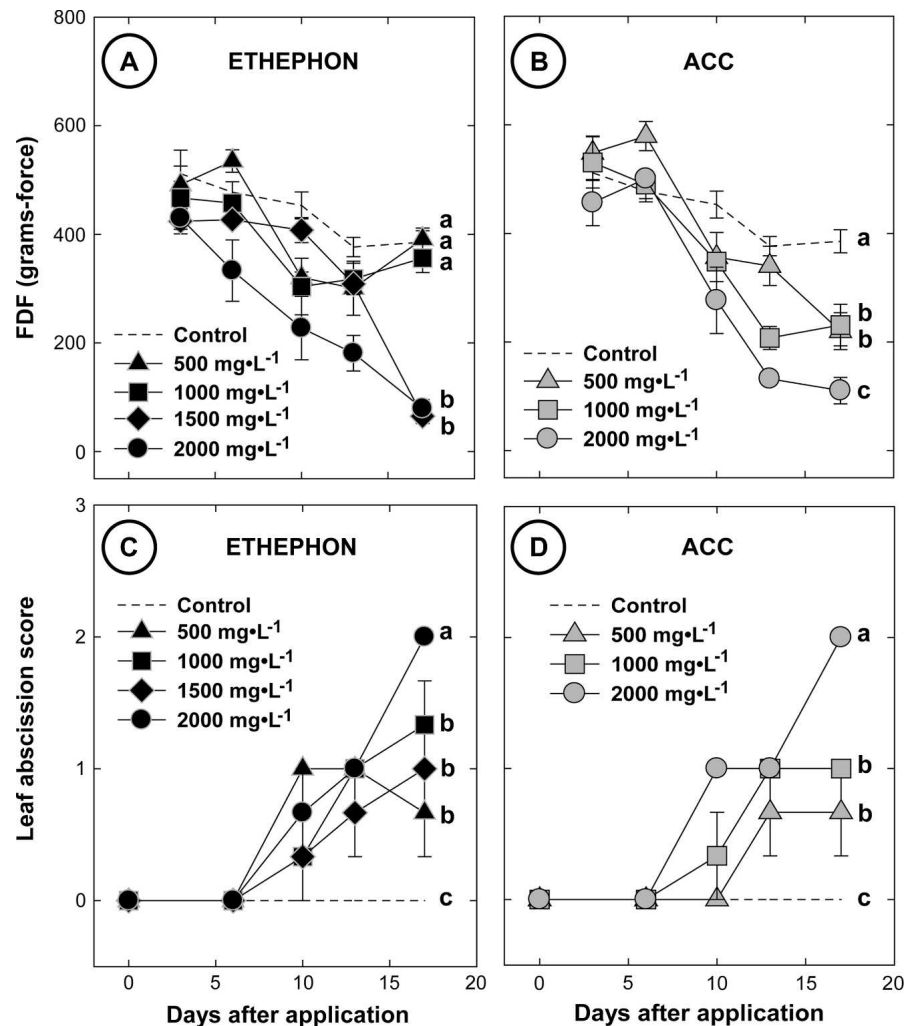 A
ETHEPHON
FDF (grams-force)
800
600
400
200
0
Control
500 mg•L-1
1000 mg•L-1
1500 mg•L-1
2000 mg•L-1
a
a
a
b
b
B
ACC
Control
500 mg•L-1
1000 mg•L-1
2000 mg•L-1
a
b
b
c
C
ETHEPHON
Leaf abscission score
3
2
1
0
Control
500 mg•L-1
1000 mg•L-1
1500 mg•L-1
2000 mg•L-1
a
b
b
b
c
0 5 10 15 20
Days after application
D
ACC
Control
500 mg•L-1
1000 mg•L-1
2000 mg•L-1
a
b
b
c
0 5 10 15 20
Days after application